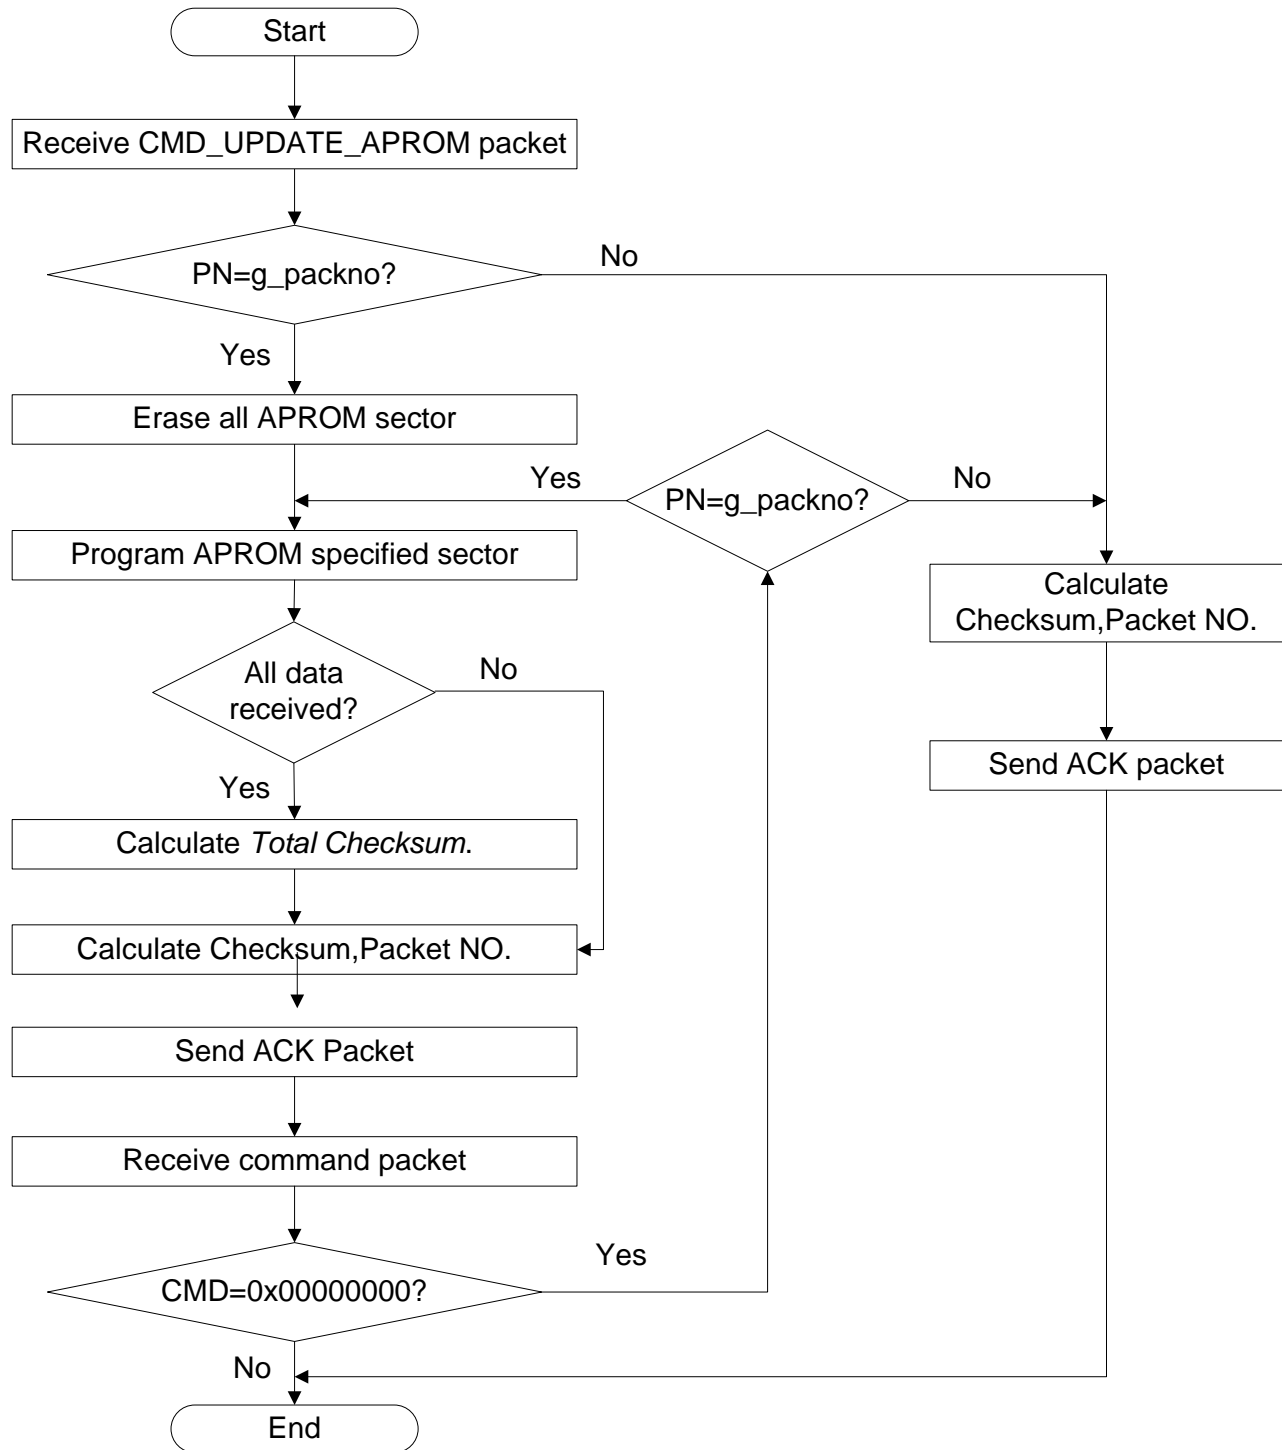 Start
Receive CMD_UPDATE_APROM packet
PN=g_packno?
No
Yes
Erase all APROM sector
Yes
PN=g_packno?
No
Program APROM specified sector
Calculate
Checksum,Packet NO.
All data
received?
No
Send ACK packet
Yes
Calculate Total Checksum.
Calculate Checksum,Packet NO.
Send ACK Packet
Receive command packet
CMD=0x00000000?
Yes
No
End